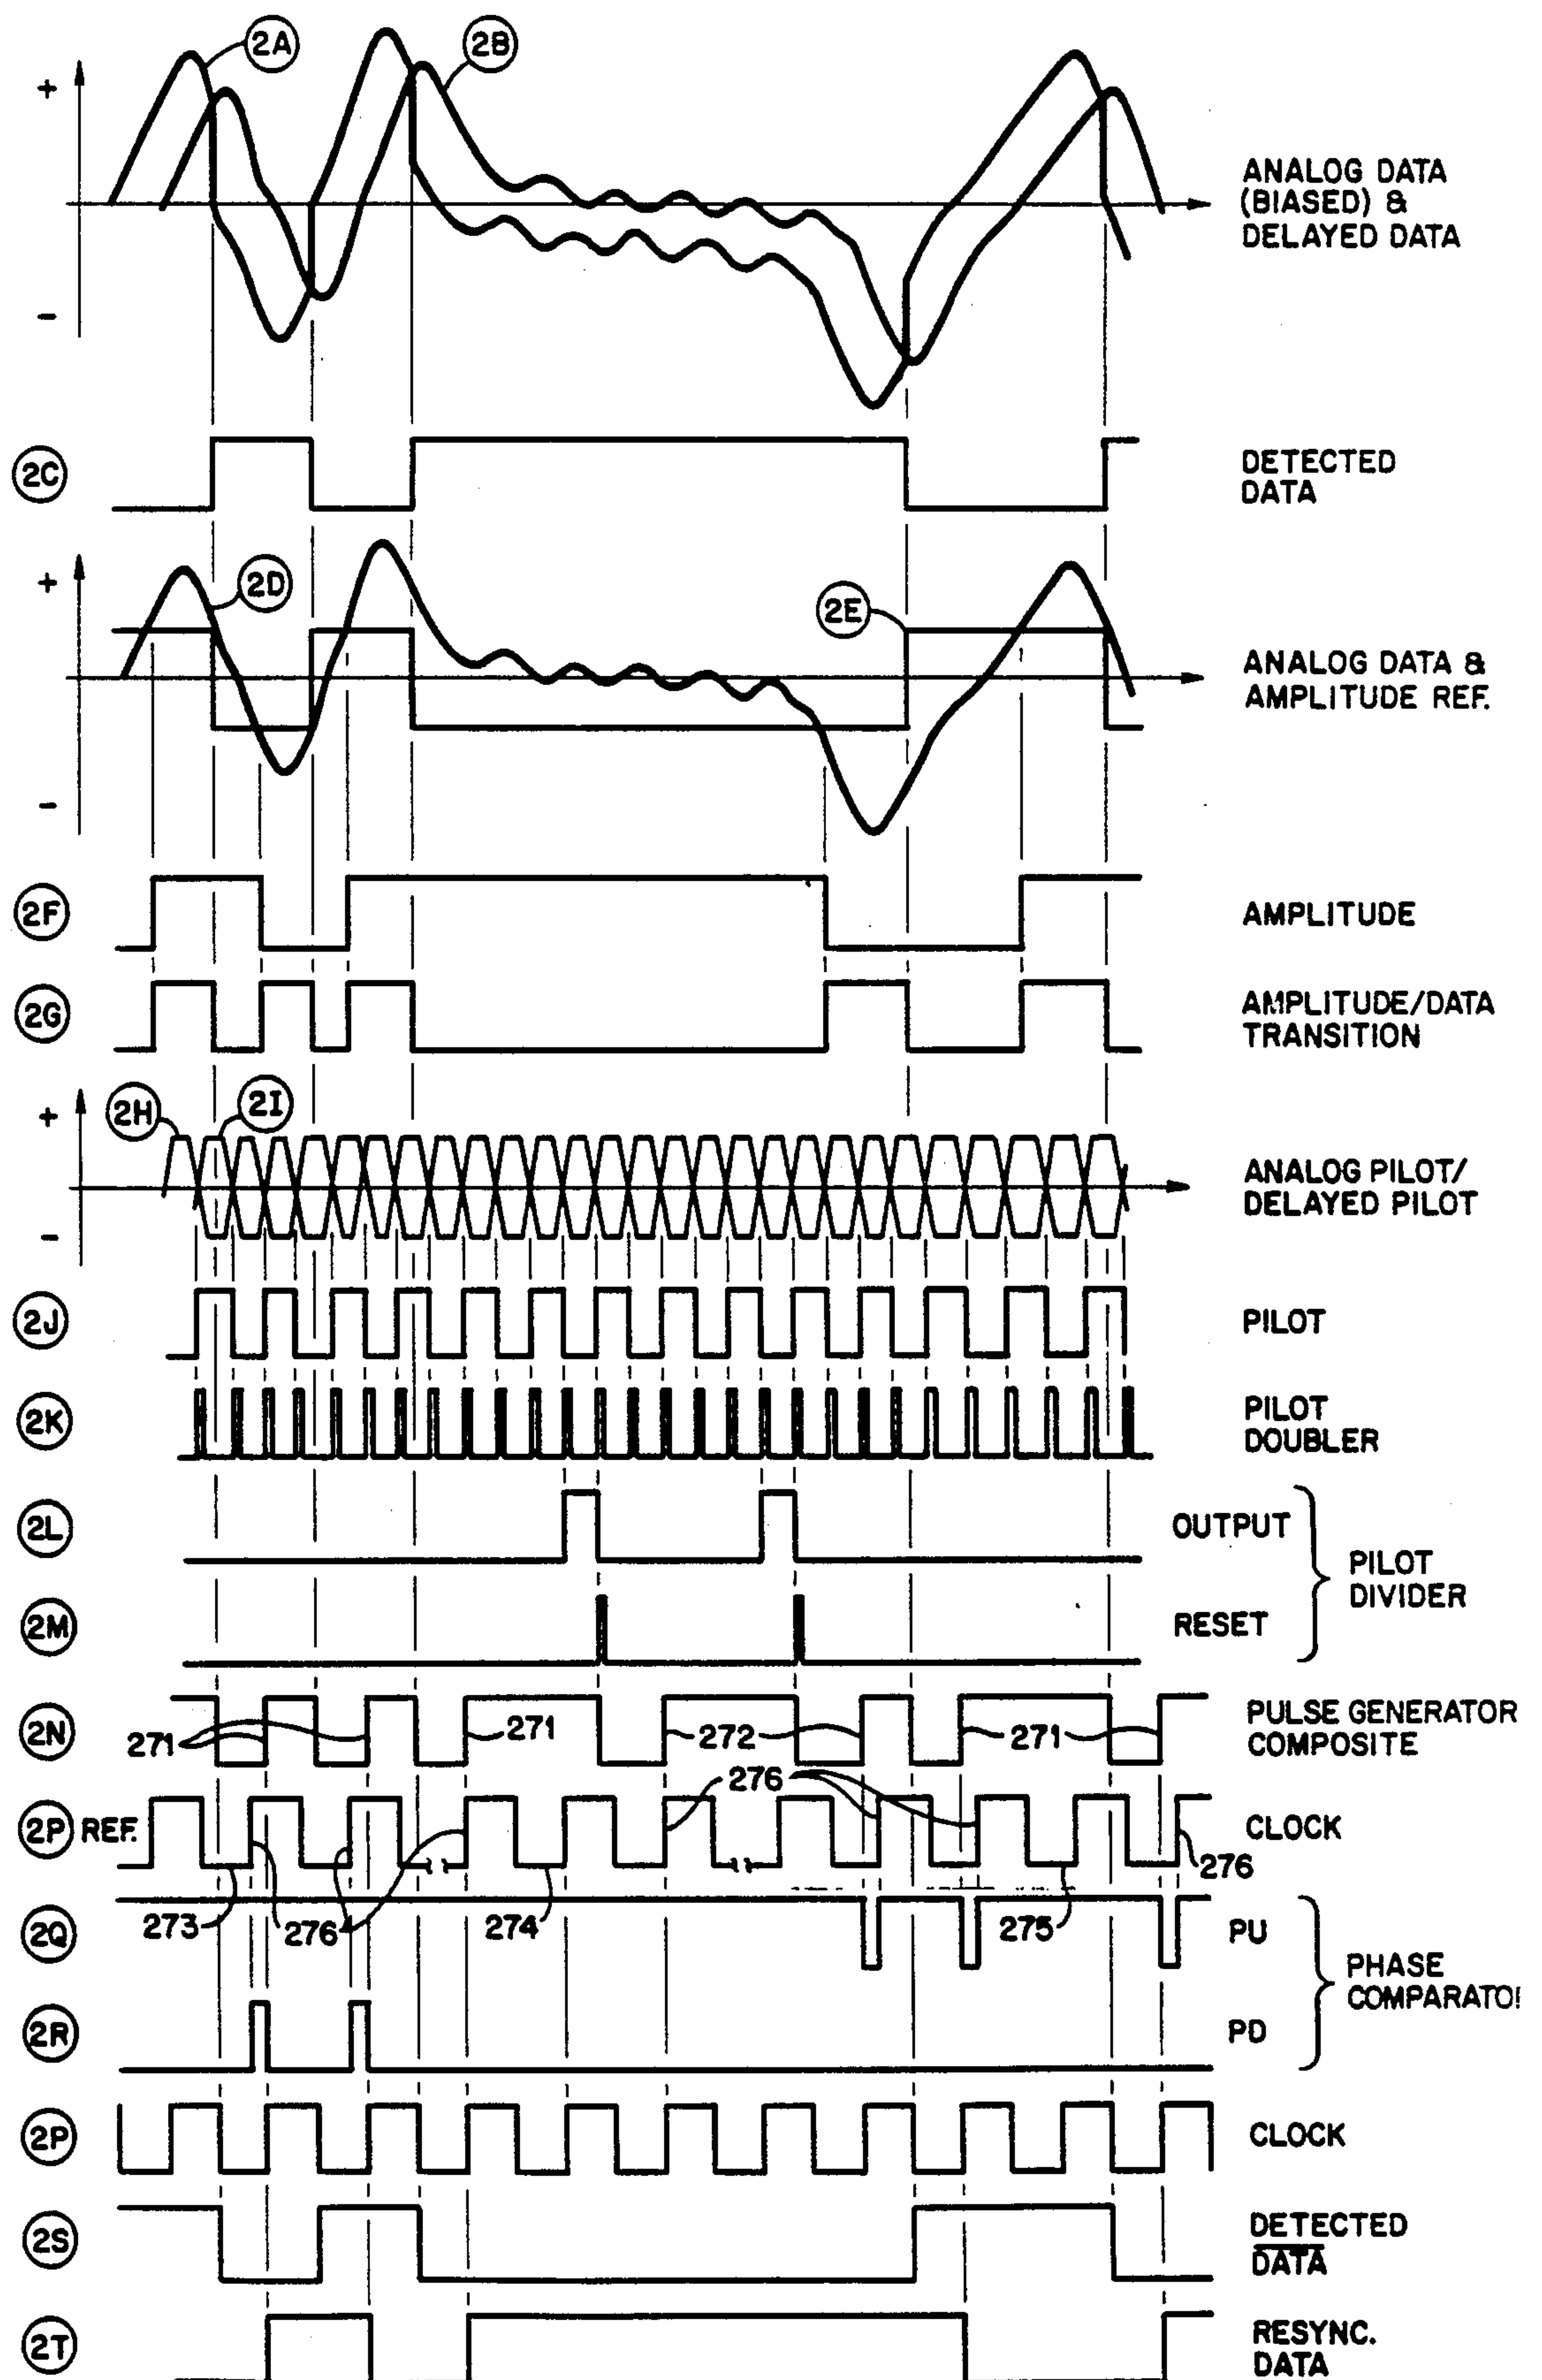 2A
2B
+
-
ANALOG DATA
(BIASED) &
DELAYED DATA
2C
DETECTED
DATA
+
2D
2E
-
ANALOG DATA &
AMPLITUDE REF.
2F
AMPLITUDE
2G
AMPLITUDE/DATA
TRANSITION
+
2H
2I
-
ANALOG PILOT/
DELAYED PILOT
2J
PILOT
2K
PILOT
DOUBLER
2L
OUTPUT
PILOT
DIVIDER
2M
RESET
2N
271
271
272
271
PULSE GENERATOR
COMPOSITE
276
2P REF.
CLOCK
276
273
276
274
275
2Q
PU
PHASE
COMPARATO
2R
PD
2P
CLOCK
2S
DETECTED
DATA
2T
RESYNC.
DATA